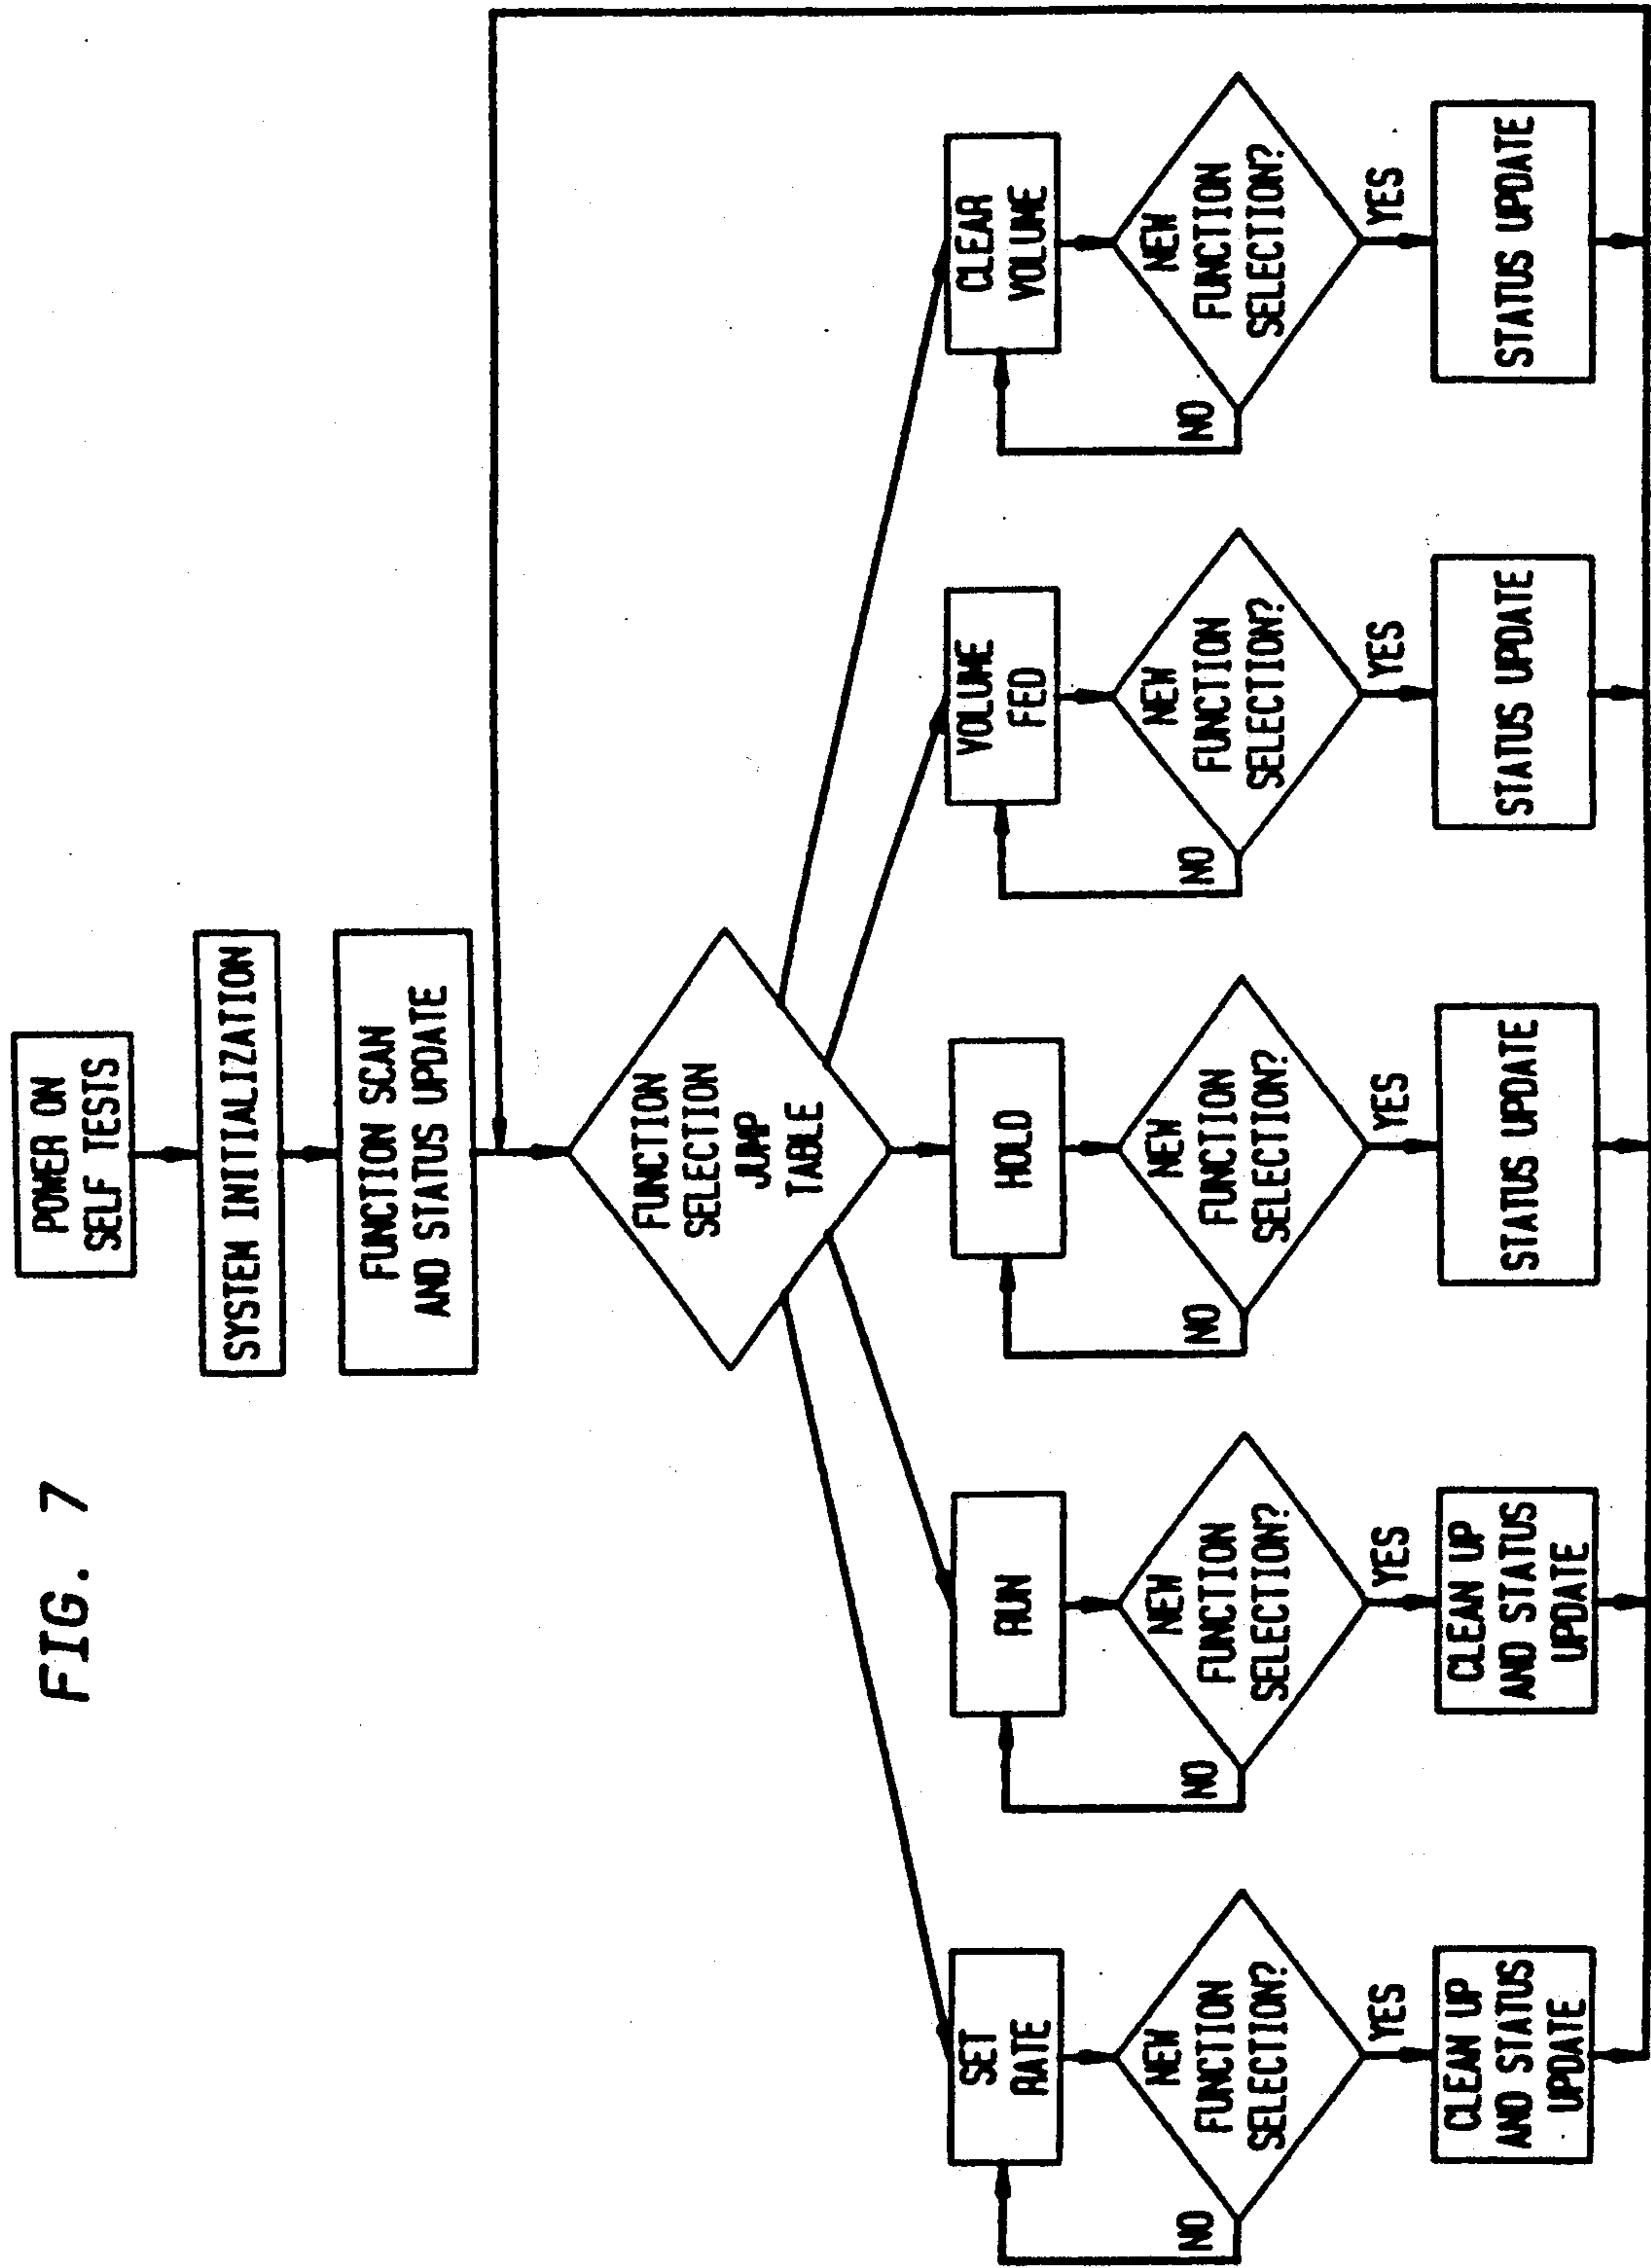 FIG. 7
POWER ON
SELF TESTS
SYSTEM INITIALIZATION
FUNCTION SCAN
AND STATUS UPDATE
FUNCTION
SELECTION
JUMP
TABLE
SET
RATE
RUN
HOLD
VOLUME
FED
CLEAR
VOLUME
NEW
FUNCTION
SELECTION?
NO
YES
NEW
FUNCTION
SELECTION?
NO
YES
NEW
FUNCTION
SELECTION?
NO
YES
NEW
FUNCTION
SELECTION?
NO
YES
NEW
FUNCTION
SELECTION?
NO
YES
CLEAN UP
AND STATUS
UPDATE
CLEAN UP
AND STATUS
UPDATE
STATUS UPDATE
STATUS UPDATE
STATUS UPDATE